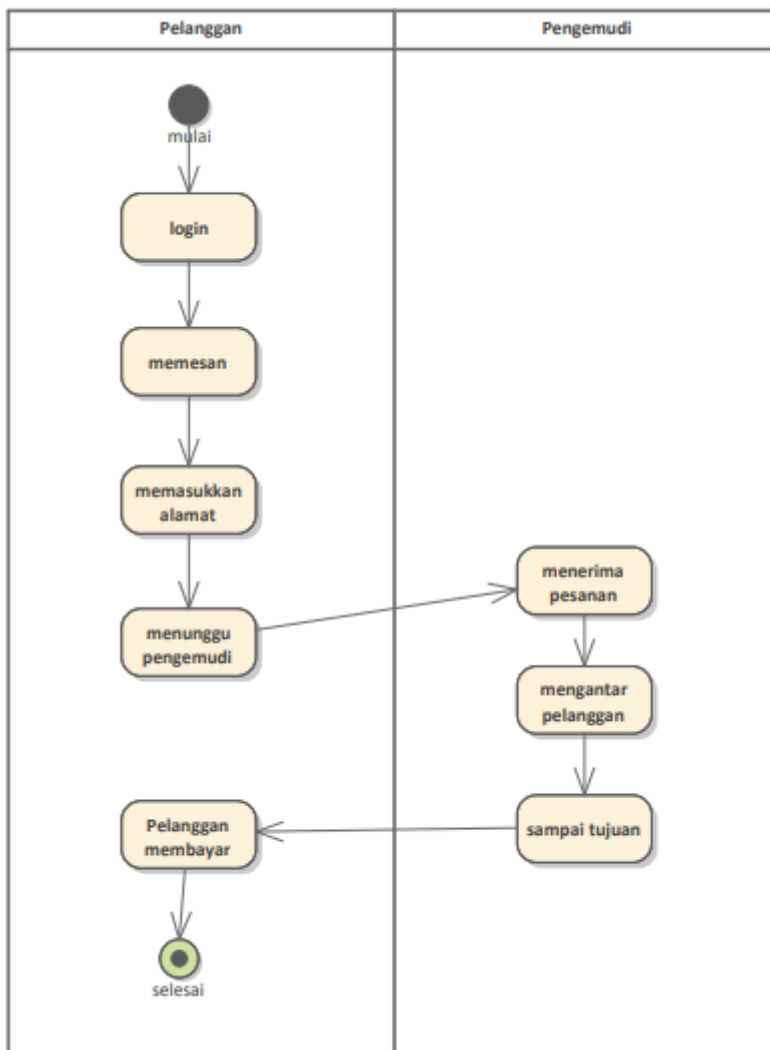 Pelanggan
Pengemudi
mulai
login
memesan
memasukkan
alamat
menunggu
pengemudi
menerima
pesanan
mengantar
pelanggan
sampai tujuan
Pelanggan
membayar
selesai